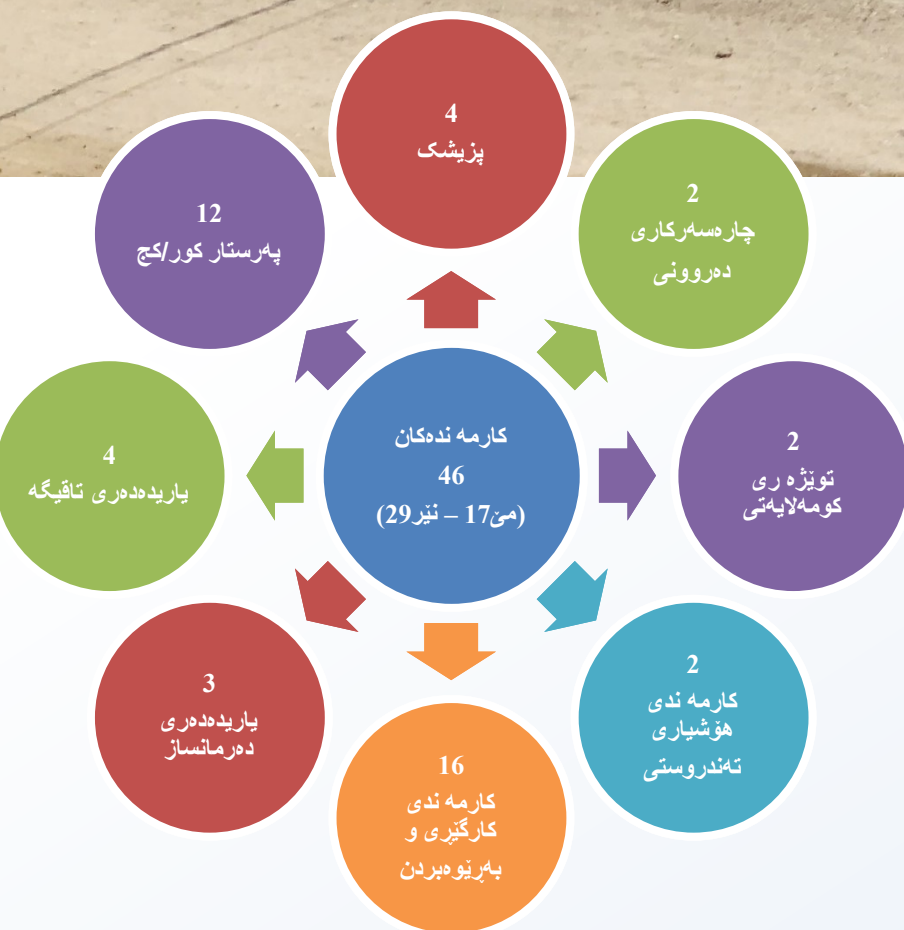 4
پزیشک
2
چارەسەرکاری
دەروونی
2
توێژە ری
کومەلایەتی
2
کارمە ندی
هۆشیاری
تەندروستی
16
کارمە ندی
کارگێری و
بەڕێوەبردن
3
یاریدەدەری
دەرمانساز
4
یاریدەدەری تاقیگە
12
پەرستار کور/کج
کارمە ندەکان
46
(مێ17 – نێر29)